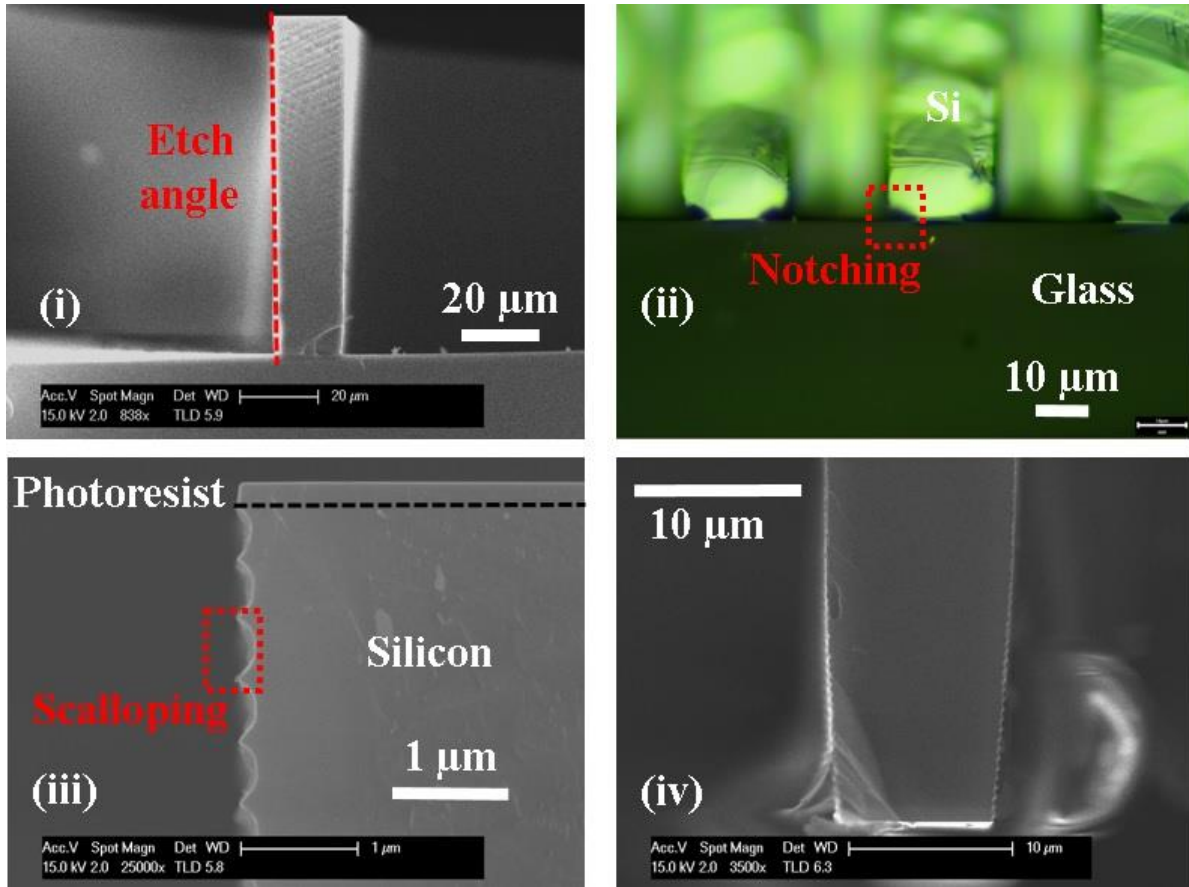 Etch
angle
(i)
20 µm
Acc.V Spot Magn Det WD 20 µm
15.0 kV 2.0 838x TLD 5.9
Si
Notching
(ii)
Glass
10 µm
Photoresist
Silicon
Scalloping
1 µm
(iii)
Acc.V Spot Magn Det WD 1 µm
15.0 kV 2.0 25000x TLD 5.8
10 µm
(iv)
Acc.V Spot Magn Det WD 10 µm
15.0 kV 2.0 3500x TLD 6.3